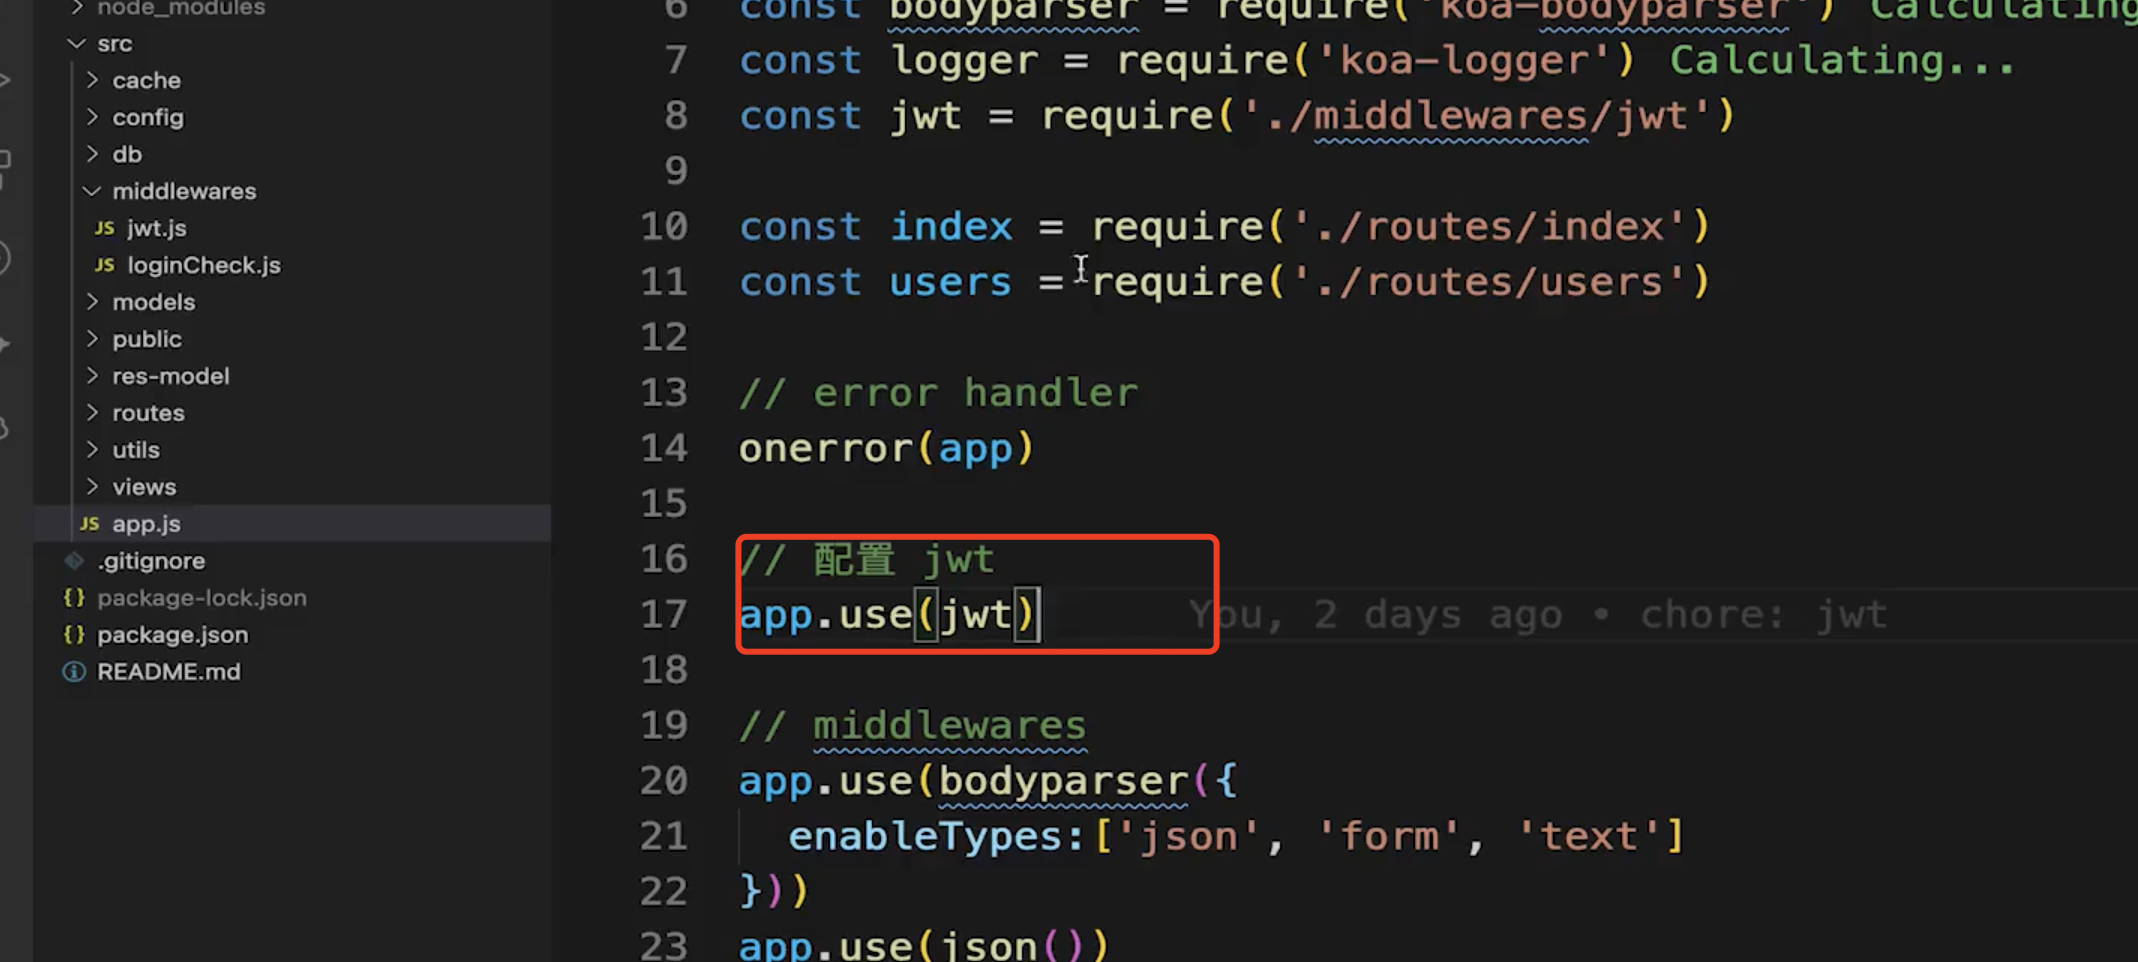 node_modules
src
cache
config
db
middlewares
JS jwt.js
JS loginCheck.js
models
public
res-model
routes
utils
views
JS app.js
.gitignore
{} package-lock.json
{} package.json
README.md
6 const bodyparser = require('koa-bodyparser') Calculating
7 const logger = require('koa-logger') Calculating...
8 const jwt = require('./middlewares/jwt')
9
10 const index = require('./routes/index')
11 const users = require('./routes/users')
12
13 // error handler
14 onerror(app)
15
16 // 配置 jwt
17 app.use(jwt) You, 2 days ago • chore: jwt
18
19 // middlewares
20 app.use(bodyparser({
21 enableTypes:['json', 'form', 'text']
22 }))
23 app.use(json())